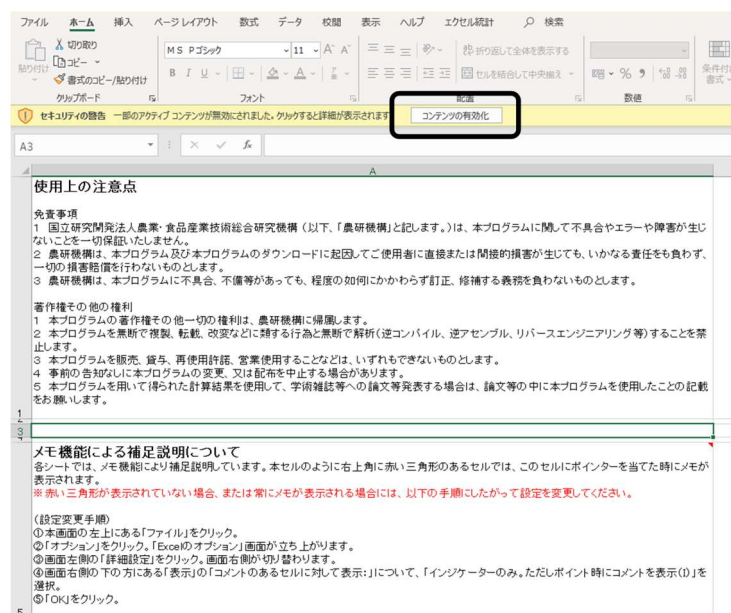 ファイル ホーム 挿入 ページ レイアウト 数式 データ 校閲 表示 ヘルプ エクセル統計 検索
貼り付け
切り取り
コピー
書式のコピー/貼り付け
クリップボード
MS Pゴシック 11 A A
B I U A
フォント
折り返して全体を表示する
セルを結合して中央揃え
配置
% 9
数値
条件付き
書式
セキュリティの警告 一部のアクティブ コンテンツが無効にされました。クリックすると詳細が表示されます コンテンツの有効化
A3 fx
A
使用上の注意点
免責事項
1 国立研究開発法人農業・食品産業技術総合研究機構(以下、「農研機構」と記します。)は、本プログラムに関して不具合やエラーや障害が生じ
ないことを一切保証いたしません。
2 農研機構は、本プログラム及び本プログラムのダウンロードに起因してご使用者に直接または間接的損害が生じても、いかなる責任をも負わず、
一切の損害賠償を行わないものとします。
3 農研機構は、本プログラムに不具合、不備等があっても、程度の如何にかかわらず訂正、修補する義務を負わないものとします。
著作権その他の権利
1 本プログラムの著作権その他一切の権利は、農研機構に帰属します。
2 本プログラムを無断で複製、転載、改変などに類する行為と無断で解析(逆コンパイル、逆アセンブル、リバースエンジニアリング等)することを禁
止します。
3 本プログラムを販売、貸与、再使用許諾、営業使用することなどは、いずれもできないものとします。
4 事前の告知なしに本プログラムの変更、又は配布を中止する場合があります。
5 本プログラムを用いて得られた計算結果を使用して、学術雑誌等への論文等発表する場合は、論文等の中に本プログラムを使用したことの記載
をお願いします。
1
3
メモ機能による補足説明について
各シートでは、メモ機能により補足説明しています。本セルのように右上角に赤い三角形のあるセルでは、このセルにポインターを当てた時にメモが
表示されます。
※赤い三角形が表示されていない場合、または常にメモが表示される場合には、以下の手順にしたがって設定を変更してください。
(設定変更手順)
①本画面の左上にある「ファイル」をクリック。
②「オプション」をクリック。「Excelのオプション」画面が立ち上がります。
③画面左側の「詳細設定」をクリック。画面右側が切り替わります。
④画面右側の下の方にある「表示」の「コメントのあるセルに対して表示:」について、「インジケーターのみ。ただしポイント時にコメントを表示(I)」を
選択。
⑤「OK」をクリック。
5